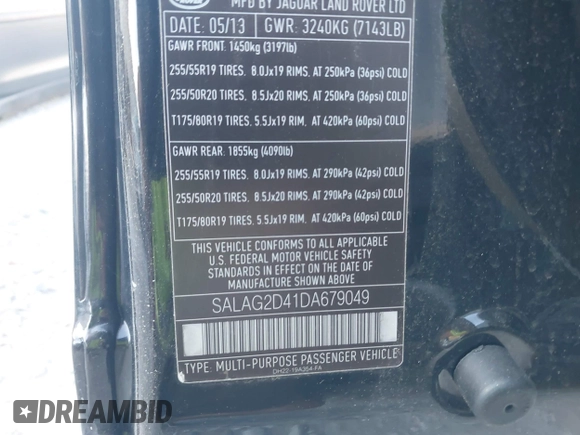 MFD BY JAGUAR LAND ROVER LTD
DATE: 05/13 GWR: 3240KG (7143LB)
GAWR FRONT: 1450kg (3197lb)
255/55R19 TIRES. 8.0Jx19 RIMS. AT 250kPa (36psi) COLD
255/50R20 TIRES. 8.5Jx20 RIMS. AT 250kPa (36psi) COLD
T175/80R19 TIRES. 5.5Jx19 RIM. AT 420kPa (60psi) COLD
GAWR REAR: 1855kg (4090lb)
255/55R19 TIRES. 8.0Jx19 RIMS. AT 290kPa (42psi) COLD
255/50R20 TIRES. 8.5Jx20 RIMS. AT 290kPa (42psi) COLD
T175/80R19 TIRES. 5.5Jx19 RIM. AT 420kPa (60psi) COLD
THIS VEHICLE CONFORMS TO ALL APPLICABLE
U.S. FEDERAL MOTOR VEHICLE SAFETY
STANDARDS IN EFFECT ON THE DATE OF
MANUFACTURE SHOWN ABOVE.
SALAG2D41DA679049
TYPE: MULTI-PURPOSE PASSENGER VEHICLE
DH22-19A354-FA
DREAMBID